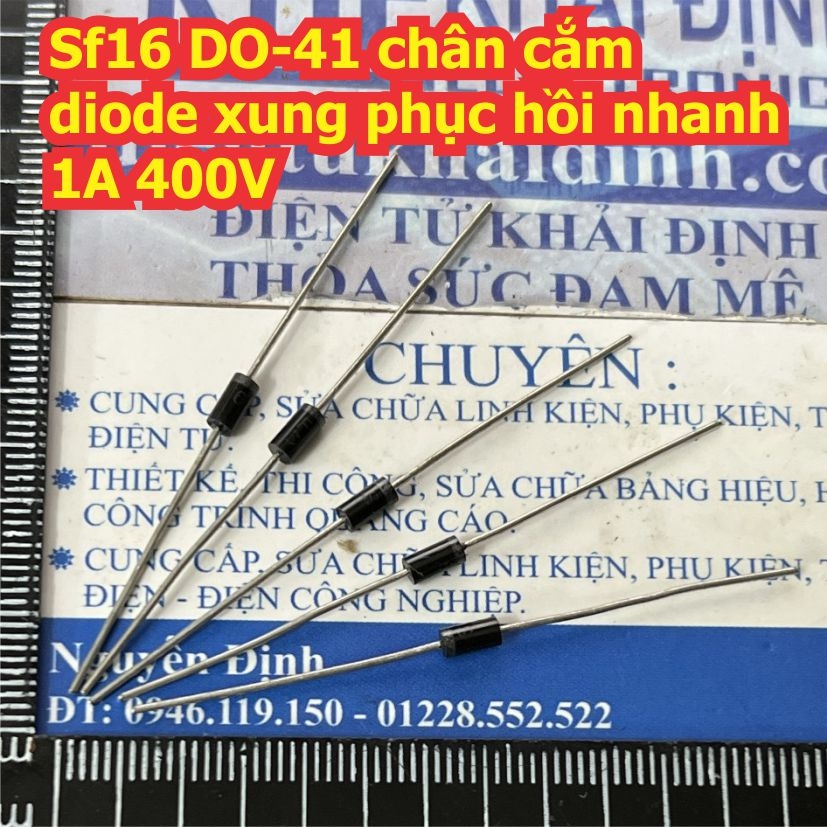 Sf16 DO-41 chân cắm
diode xung phục hồi nhanh
1A 400V
ĐIỆN TỬ KHẢI ĐỊNH
THỎA SỨC ĐAM MÊ
CHUYÊN :
CUNG CẤP, SỬA CHỮA LINH KIỆN, PHỤ KIỆN,
ĐIỆN TỬ.
THIẾT KẾ, THI CÔNG, SỬA CHỮA BẢNG HIỆU,
CÔNG TRÌNH QUẢNG CÁO.
CUNG CẤP, SỬA CHỮA LINH KIỆN, PHỤ KIỆN,
ĐIỆN - ĐIỆN CÔNG NGHIỆP.
Nguyễn Định
ĐT: 0946.119.150 - 01228.552.522